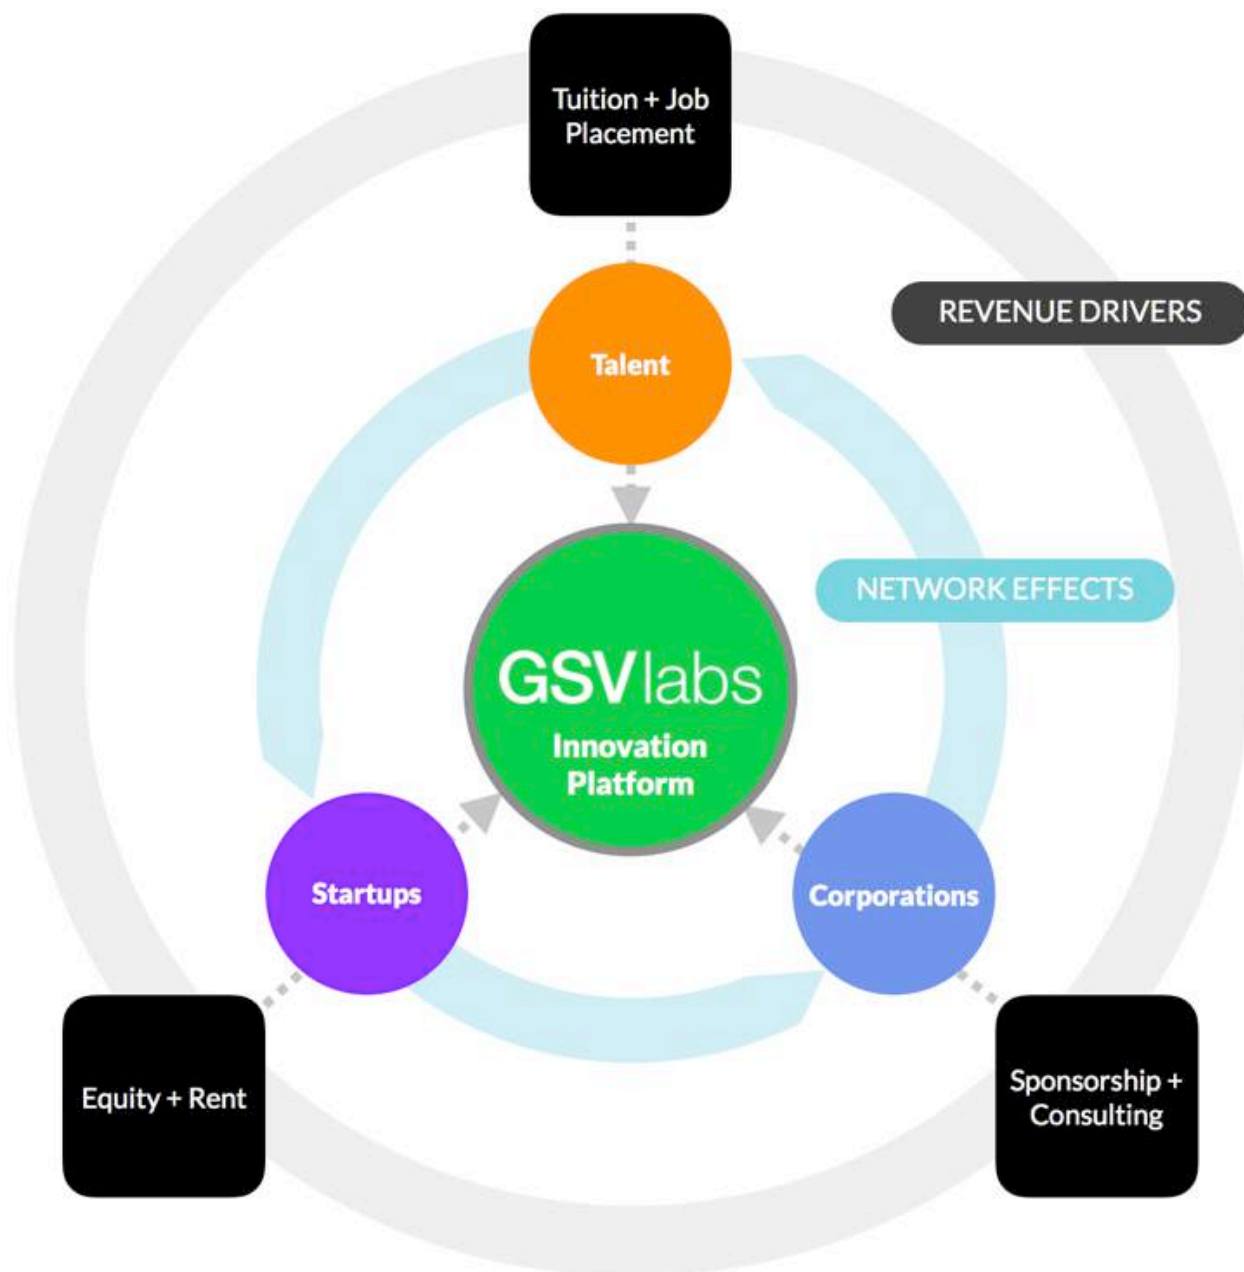 Tuition + Job
Placement
REVENUE DRIVERS
Talent
NETWORK EFFECTS
GSVlabs
Innovation
Platform
Startups
Corporations
Equity + Rent
Sponsorship +
Consulting